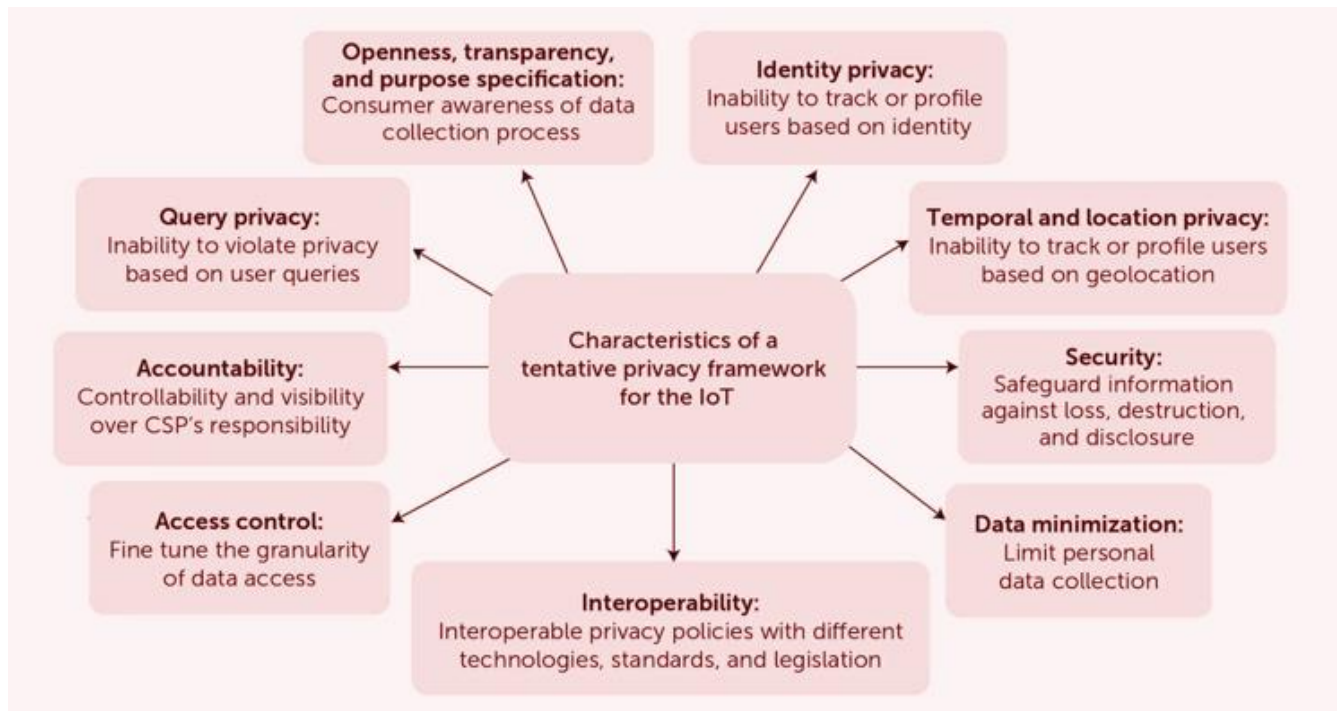 Openness, transparency,
and purpose specification:
Consumer awareness of data
collection process
Identity privacy:
Inability to track or profile
users based on identity
Query privacy:
Inability to violate privacy
based on user queries
Temporal and location privacy:
Inability to track or profile users
based on geolocation
Characteristics of a
tentative privacy framework
for the IoT
Accountability:
Controllability and visibility
over CSP's responsibility
Security:
Safeguard information
against loss, destruction,
and disclosure
Access control:
Fine tune the granularity
of data access
Data minimization:
Limit personal
data collection
Interoperability:
Interoperable privacy policies with different
technologies, standards, and legislation